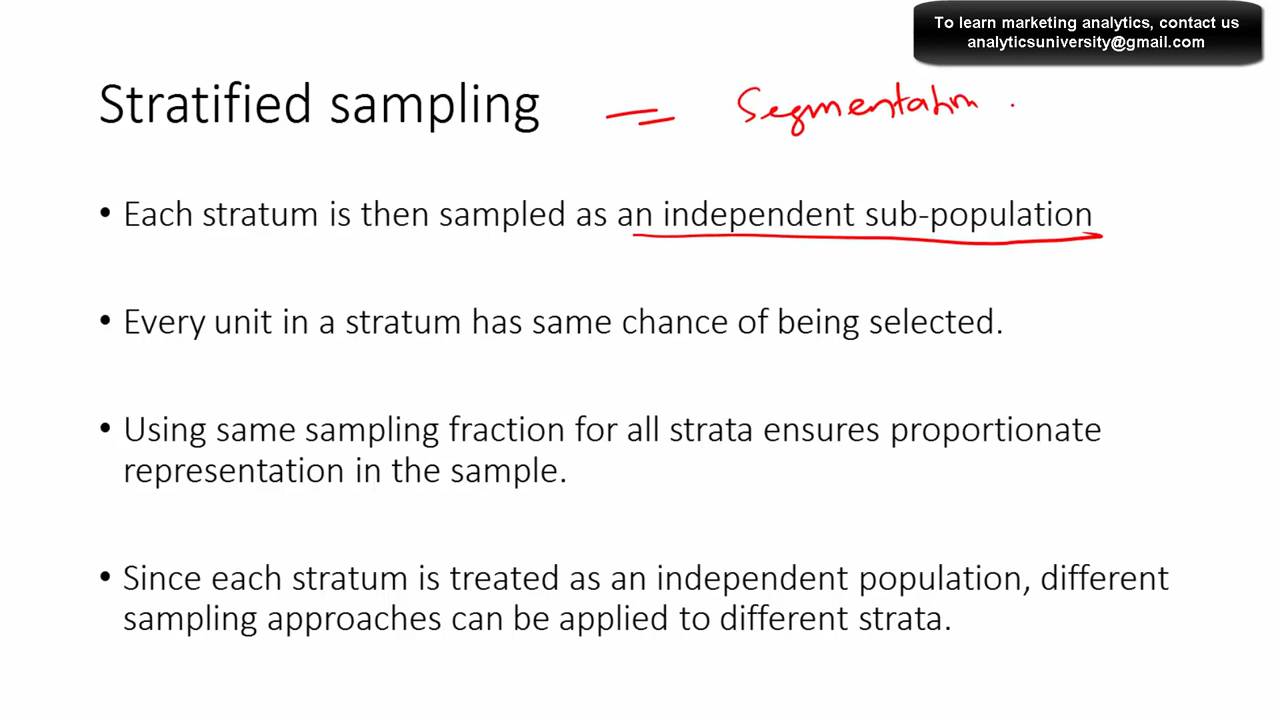 To learn marketing analytics, contact us
analyticsuniversity@gmail.com
Stratified sampling = Segmentation
• Each stratum is then sampled as an independent sub-population
• Every unit in a stratum has same chance of being selected.
• Using same sampling fraction for all strata ensures proportionate
representation in the sample.
• Since each stratum is treated as an independent population, different
sampling approaches can be applied to different strata.